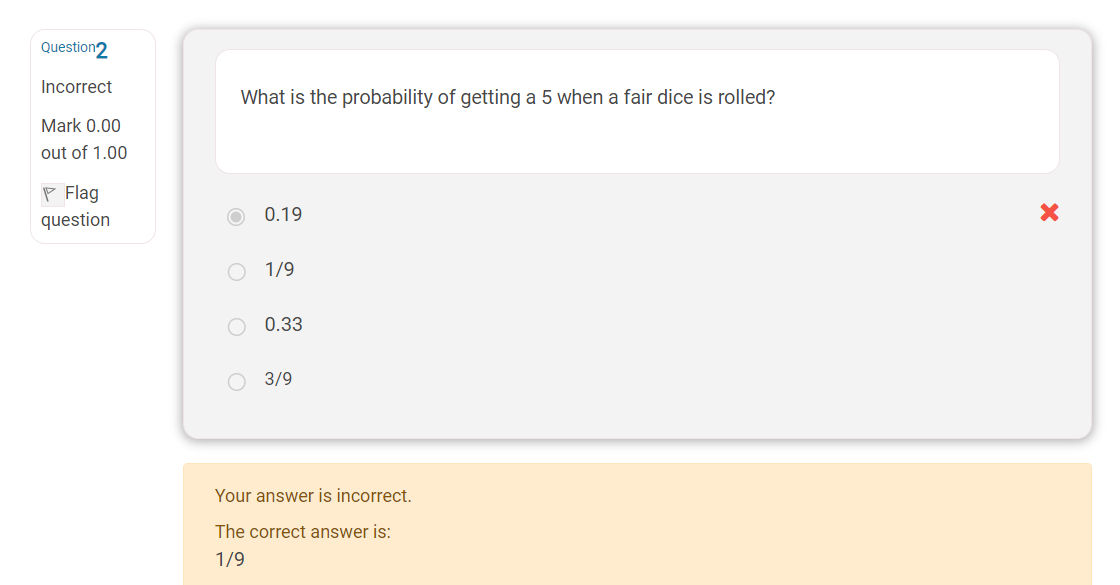 Question2
Incorrect
Mark 0.00
out of 1.00
Flag
question
What is the probability of getting a 5 when a fair dice is rolled?
0.19
1/9
0.33
3/9
Your answer is incorrect.
The correct answer is:
1/9